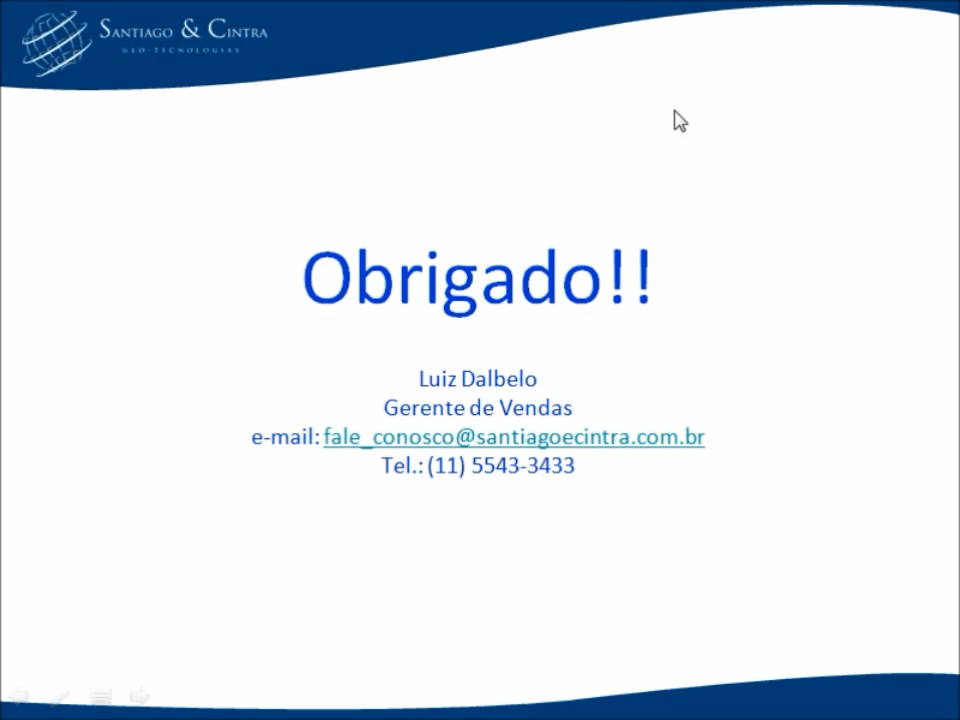 SANTIAGO & CINTRA
GEO-TECNOLOGIAS
Obrigado!!
Luiz Dalbelo
Gerente de Vendas
e-mail: fale_conosco@santiagoecintra.com.br
Tel.: (11) 5543-3433